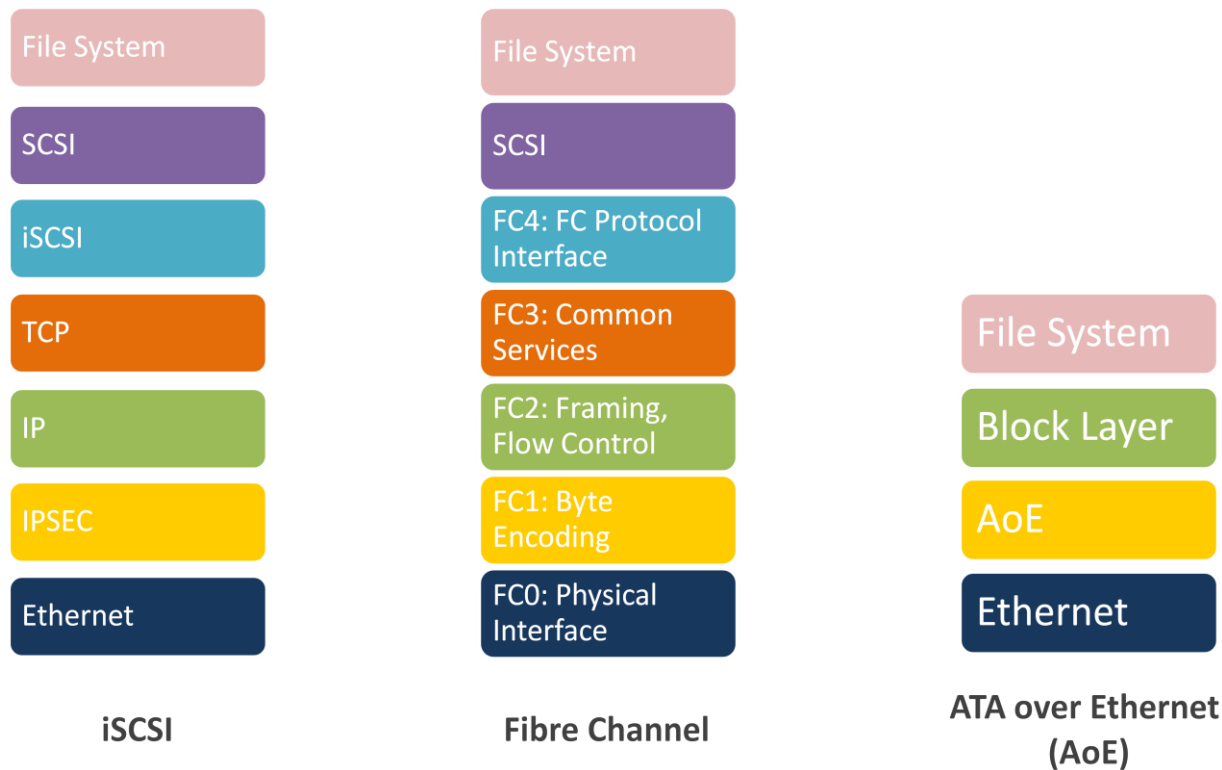 File System
SCSI
iSCSI
TCP
IP
IPSEC
Ethernet
iSCSI
File System
SCSI
FC4: FC Protocol
Interface
FC3: Common
Services
FC2: Framing,
Flow Control
FC1: Byte
Encoding
FC0: Physical
Interface
Fibre Channel
File System
Block Layer
AoE
Ethernet
ATA over Ethernet
(AoE)